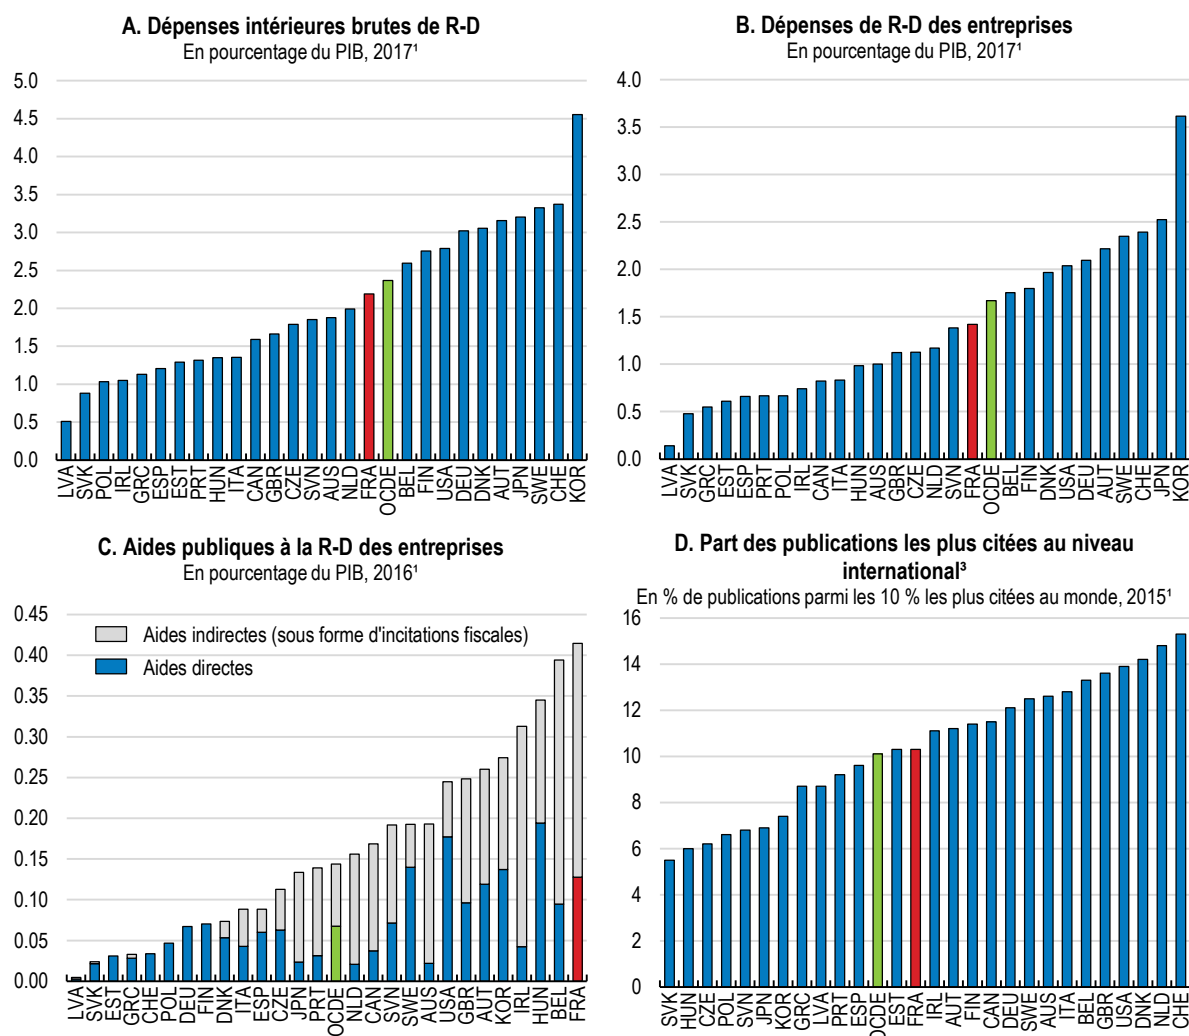 A. Dépenses intérieures brutes de R-D
En pourcentage du PIB, 2017¹
5.0
4.5
4.0
3.5
3.0
2.5
2.0
1.5
1.0
0.5
0.0
LVA SVK POL IRL GRC ESP EST PRT HUN ITA CAN GBR CZE SVN AUS NLD FRA OCDE BEL FIN USA DEU DNK AUT JPN SWE CHE KOR
B. Dépenses de R-D des entreprises
En pourcentage du PIB, 2017¹
4.0
3.5
3.0
2.5
2.0
1.5
1.0
0.5
0.0
LVA SVK GRC EST ESP PRT POL IRL CAN ITA HUN AUS GBR CZE NLD SVN FRA OCDE BEL FIN DNK USA DEU AUT SWE CHE JPN KOR
C. Aides publiques à la R-D des entreprises
En pourcentage du PIB, 2016¹
0.45
0.40
0.35
0.30
0.25
0.20
0.15
0.10
0.05
0.00
Aides indirectes (sous forme d'incitations fiscales)
Aides directes
LVA SVK EST GRC CHE POL DEU FIN DNK ITA ESP CZE JPN PRT OCDE NLD CAN SVN SWE AUS USA GBR AUT KOR IRL HUN BEL FRA
D. Part des publications les plus citées au niveau
international³
En % de publications parmi les 10 % les plus citées au monde, 2015¹
16
14
12
10
8
6
4
2
0
SVK HUN CZE POL SVN JPN KOR GRC LVA PRT ESP OCDE EST FRA IRL AUT FIN CAN DEU SWE AUS ITA BEL GBR USA DNK NLD CHE